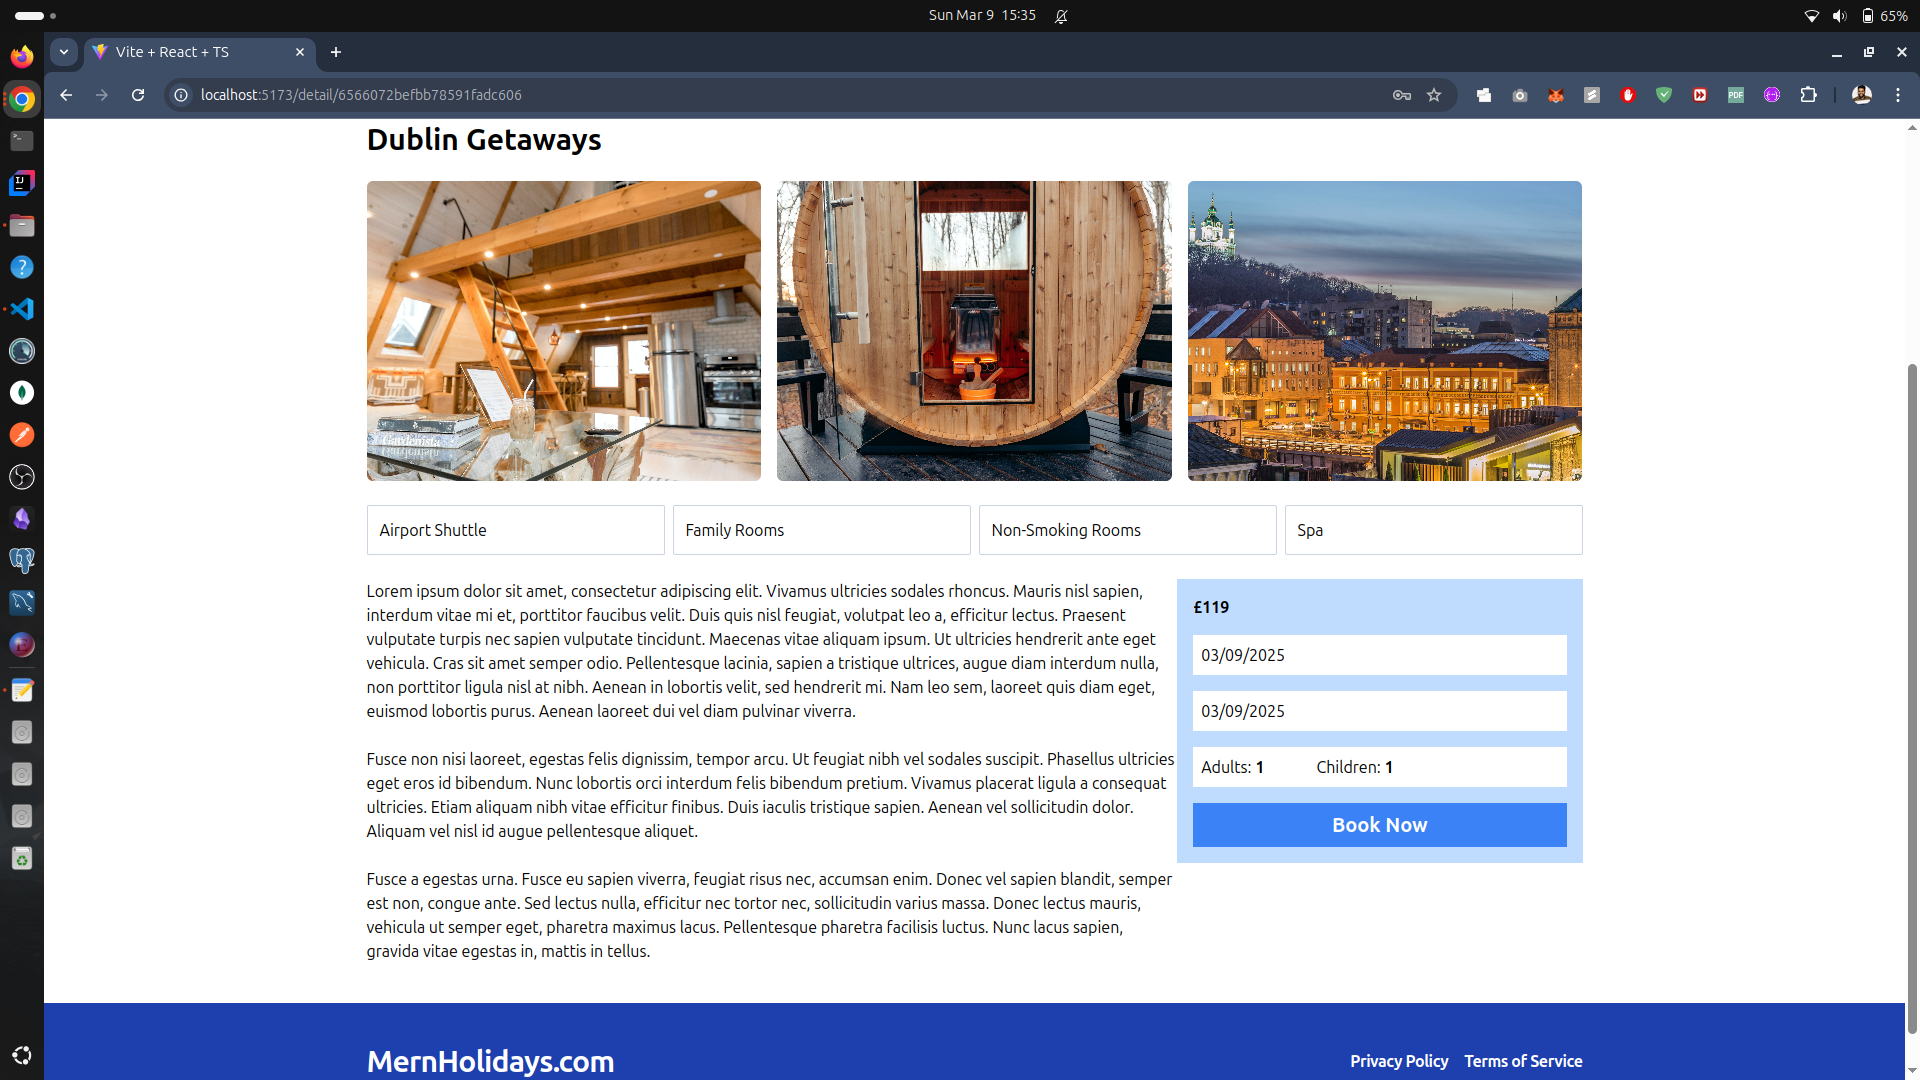 Sun Mar 9 15:35
65%
Vite + React + TS
localhost:5173/detail/6566072befbb78591fadc606
PDF
Dublin Getaways
Airport Shuttle
Family Rooms
Non-Smoking Rooms
Spa
Lorem ipsum dolor sit amet, consectetur adipiscing elit. Vivamus ultricies sodales rhoncus. Mauris nisl sapien,
interdum vitae mi et, porttitor faucibus velit. Duis quis nisl feugiat, volutpat leo a, efficitur lectus. Praesent
vulputate turpis nec sapien vulputate tincidunt. Maecenas vitae aliquam ipsum. Ut ultricies hendrerit ante eget
vehicula. Cras sit amet semper odio. Pellentesque lacinia, sapien a tristique ultrices, augue diam interdum nulla,
non porttitor ligula nisl at nibh. Aenean in lobortis velit, sed hendrerit mi. Nam leo sem, laoreet quis diam eget,
euismod lobortis purus. Aenean laoreet dui vel diam pulvinar viverra.
Fusce non nisi laoreet, egestas felis dignissim, tempor arcu. Ut feugiat nibh vel sodales suscipit. Phasellus ultricies
eget eros id bibendum. Nunc lobortis orci interdum felis bibendum pretium. Vivamus placerat ligula a consequat
ultricies. Etiam aliquam nibh vitae efficitur finibus. Duis iaculis tristique sapien. Aenean vel sollicitudin dolor.
Aliquam vel nisl id augue pellentesque aliquet.
Fusce a egestas urna. Fusce eu sapien viverra, feugiat risus nec, accumsan enim. Donec vel sapien blandit, semper
est non, congue ante. Sed lectus nulla, efficitur nec tortor nec, sollicitudin varius massa. Donec lectus mauris,
vehicula ut semper eget, pharetra maximus lacus. Pellentesque pharetra facilisis luctus. Nunc lacus sapien,
gravida vitae egestas in, mattis in tellus.
£119
03/09/2025
03/09/2025
Adults: 1 Children: 1
Book Now
MernHolidays.com
Privacy Policy Terms of Service